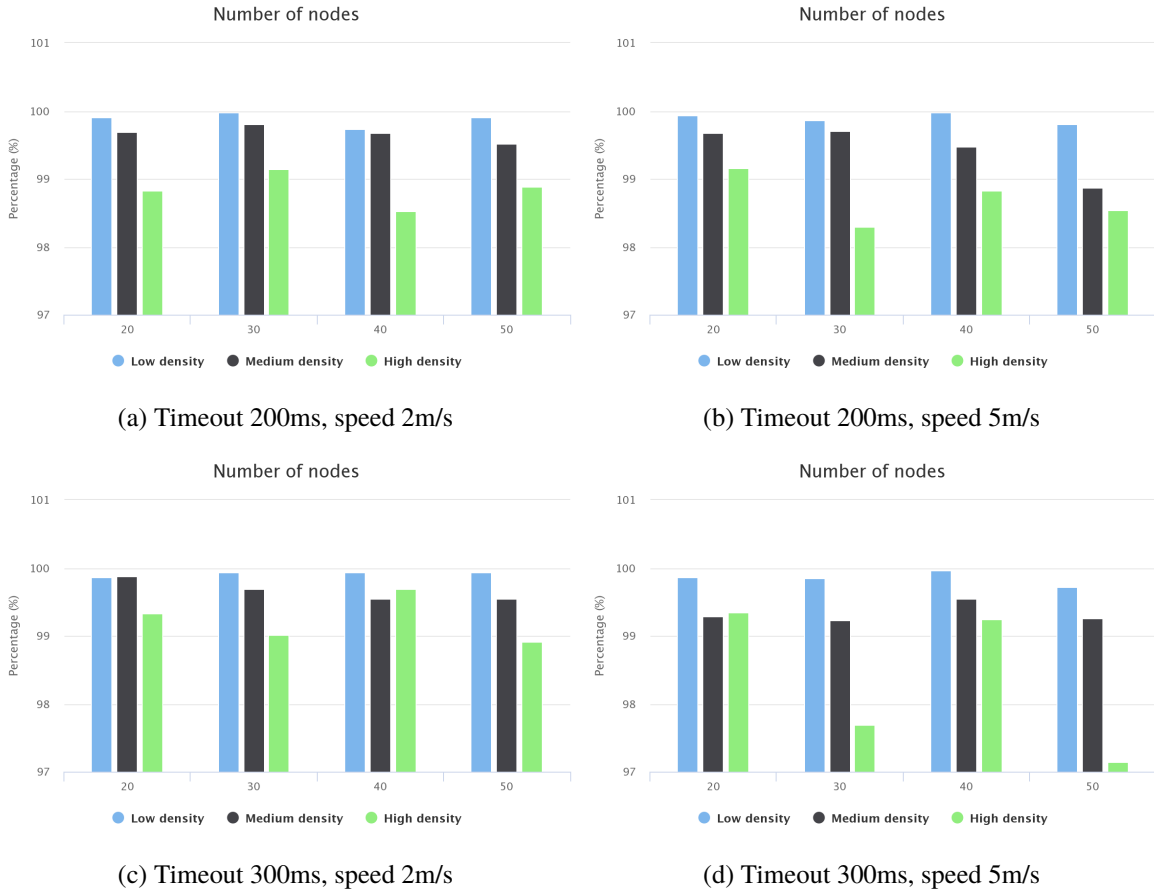 Number of nodes
101
100
99
98
97
Percentage (%)
20 30 40 50
Low density Medium density High density
(a) Timeout 200ms, speed 2m/s
Number of nodes
101
100
99
98
97
Percentage (%)
20 30 40 50
Low density Medium density High density
(b) Timeout 200ms, speed 5m/s
Number of nodes
101
100
99
98
97
Percentage (%)
20 30 40 50
Low density Medium density High density
(c) Timeout 300ms, speed 2m/s
Number of nodes
101
100
99
98
97
Percentage (%)
20 30 40 50
Low density Medium density High density
(d) Timeout 300ms, speed 5m/s